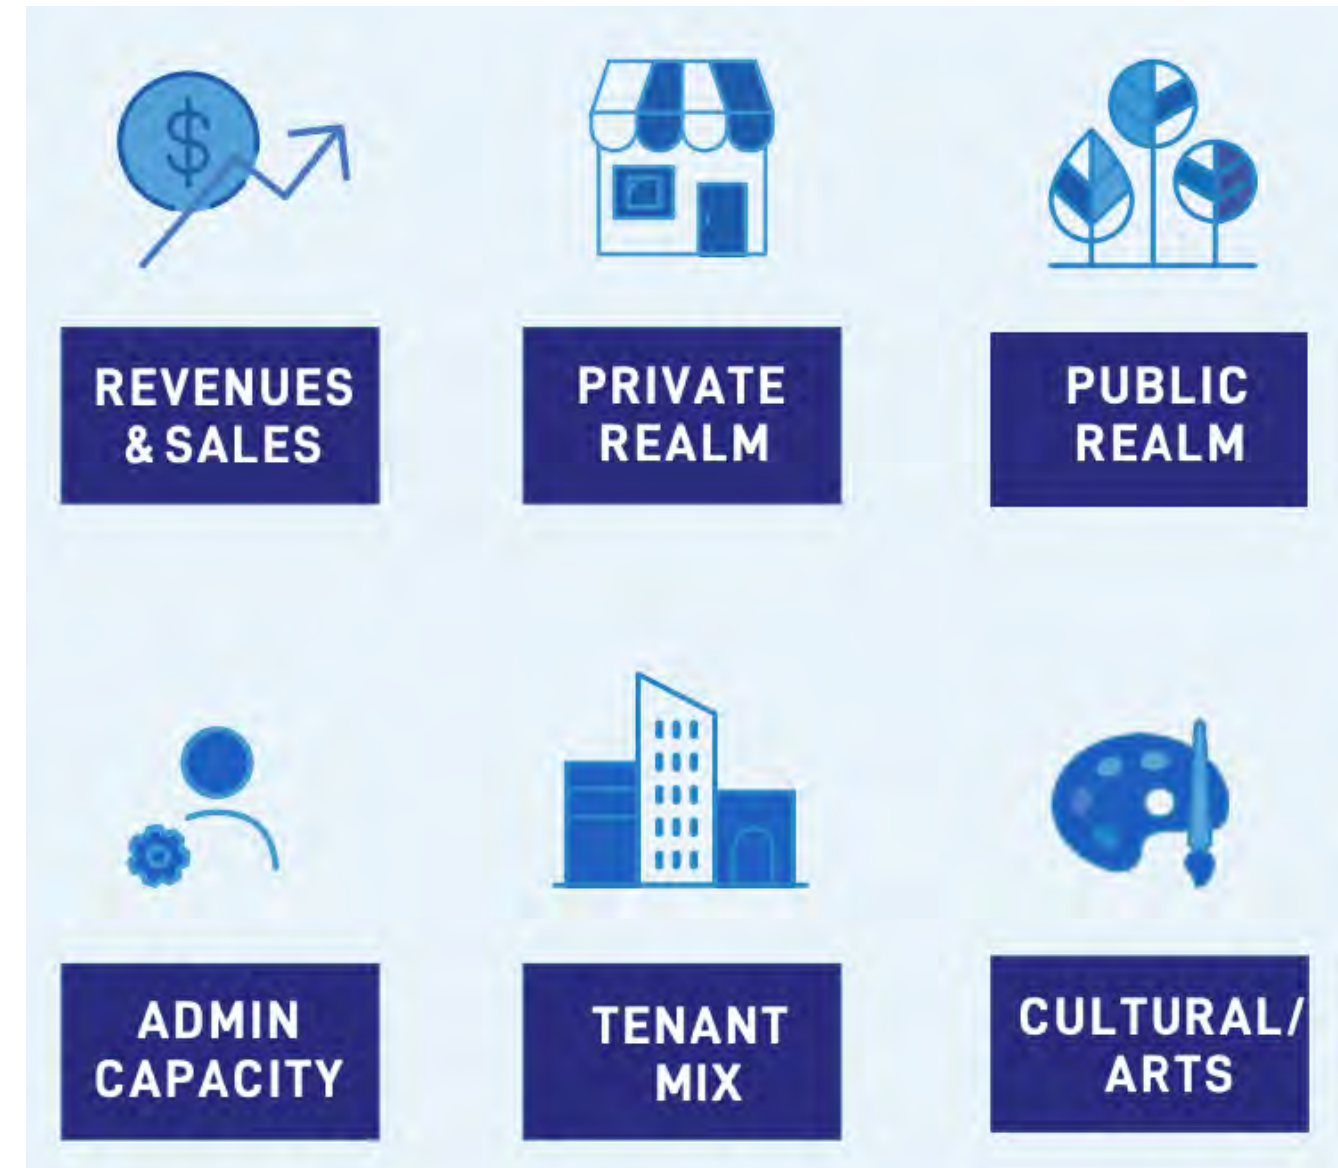 $
REVENUES
& SALES
PRIVATE
REALM
PUBLIC
REALM
ADMIN
CAPACITY
TENANT
MIX
CULTURAL/
ARTS